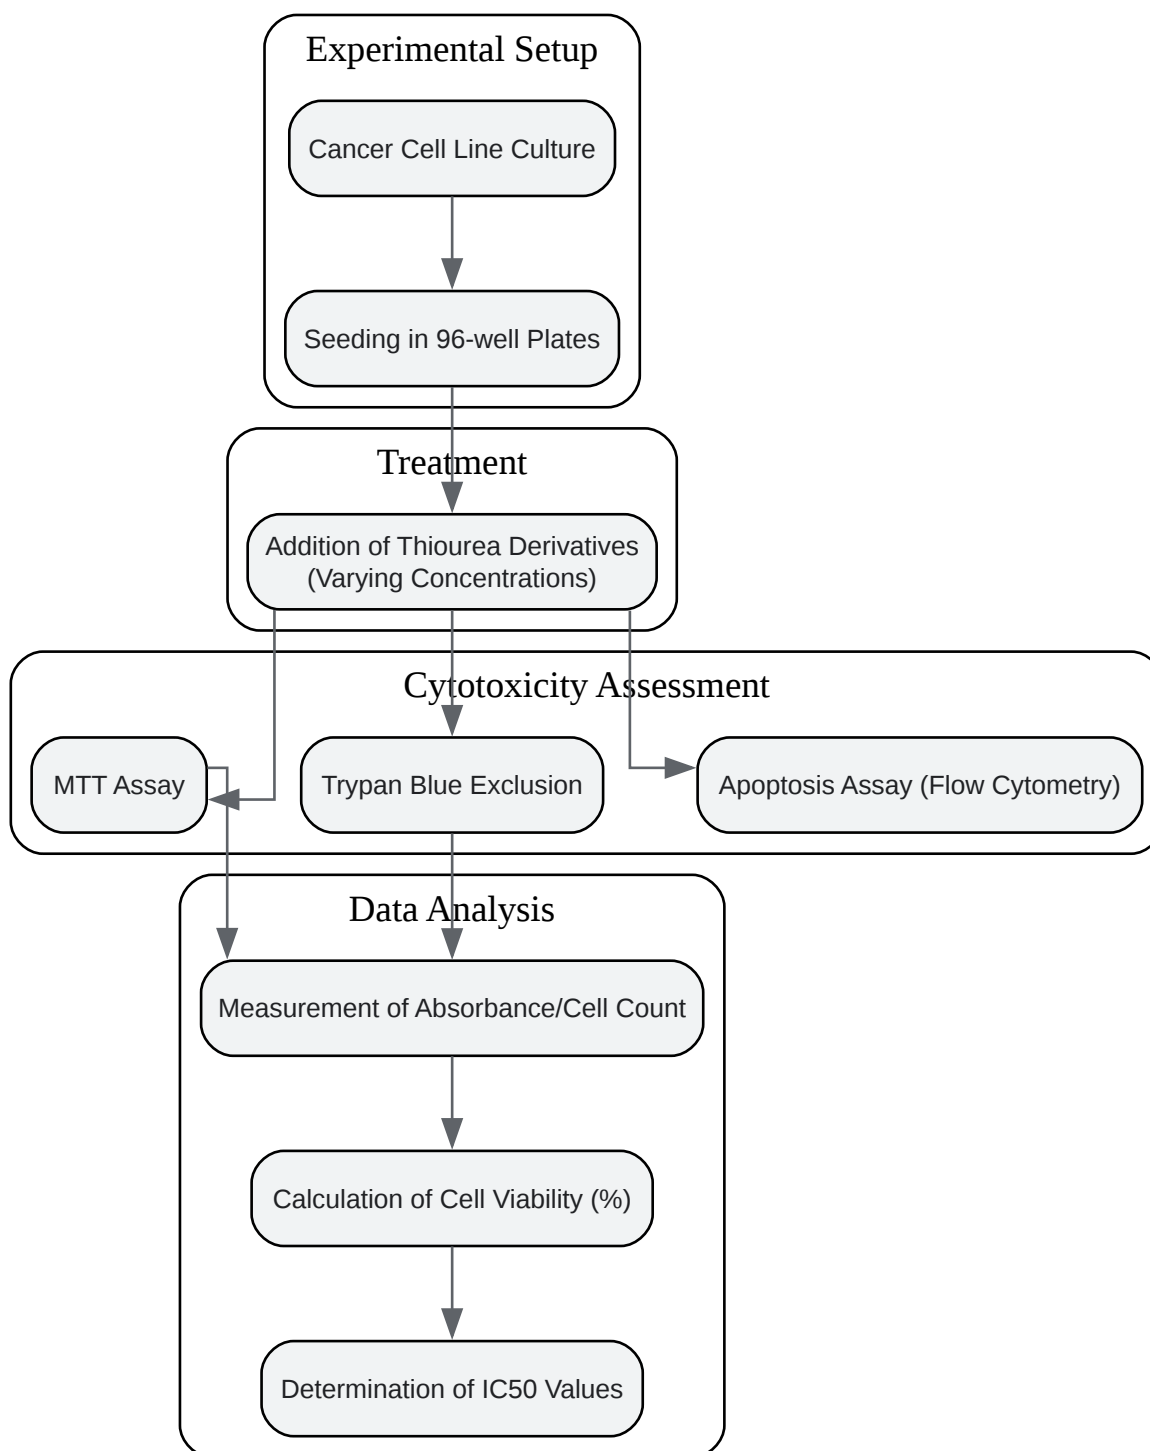 Experimental Setup
Cancer Cell Line Culture
Seeding in 96-well Plates
Treatment
Addition of Thiourea Derivatives
(Varying Concentrations)
Cytotoxicity Assessment
MTT Assay
Trypan Blue Exclusion
Apoptosis Assay (Flow Cytometry)
Data Analysis
Measurement of Absorbance/Cell Count
Calculation of Cell Viability (%)
Determination of IC50 Values